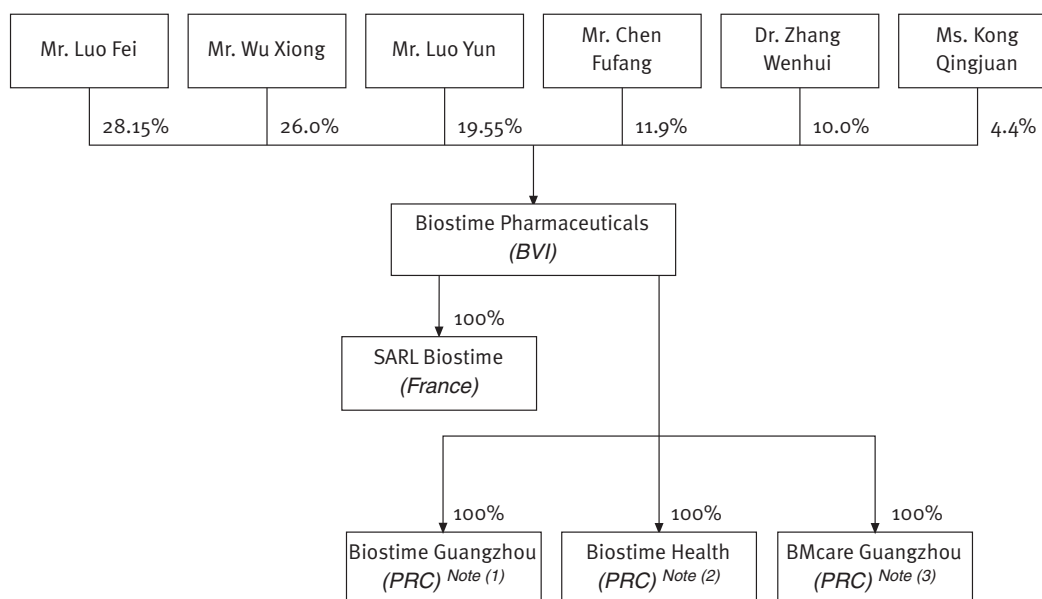 Mr. Luo Fei
Mr. Wu Xiong
Mr. Luo Yun
Mr. Chen
Fufang
Dr. Zhang
Wenhui
Ms. Kong
Qingjuan
28.15%
26.0%
19.55%
11.9%
10.0%
4.4%
Biostime Pharmaceuticals
(BVI)
100%
SARL Biostime
(France)
100%
100%
100%
Biostime Guangzhou
(PRC) Note (1)
Biostime Health
(PRC) Note (2)
BMcare Guangzhou
(PRC) Note (3)